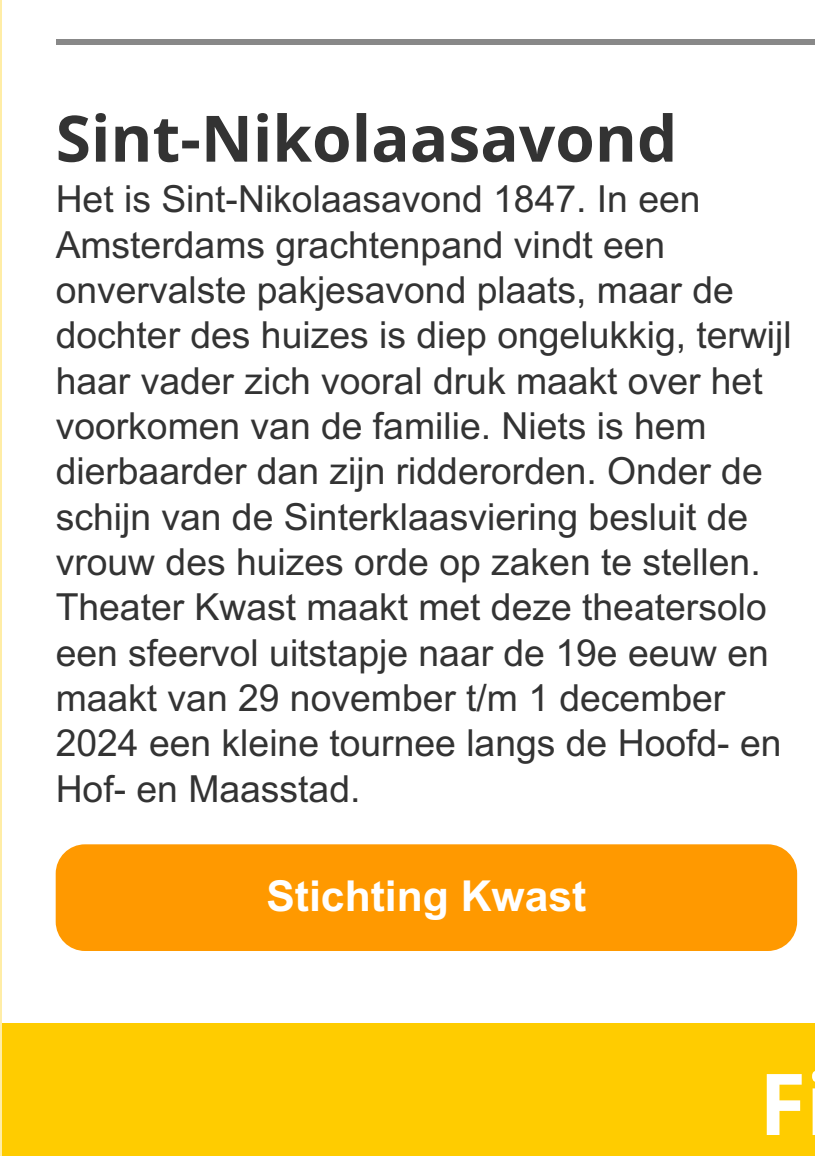 Sint-Nikolaasavond
Het is Sint-Nikolaasavond 1847. In een
Amsterdams grachtenpand vindt een
onvervalste pakjesavond plaats, maar de
dochter des huizes is diep ongelukkig, terwijl
haar vader zich vooral druk maakt over het
voorkomen van de familie. Niets is hem
dierbaarder dan zijn ridderorden. Onder de
schijn van de Sinterklaasviering besluit de
vrouw des huizes orde op zaken te stellen.
Theater Kwast maakt met deze theatersolo
een sfeervol uitstapje naar de 19e eeuw en
maakt van 29 november t/m 1 december
2024 een kleine tournee langs de Hoofd- en
Hof- en Maasstad.
Stichting Kwast